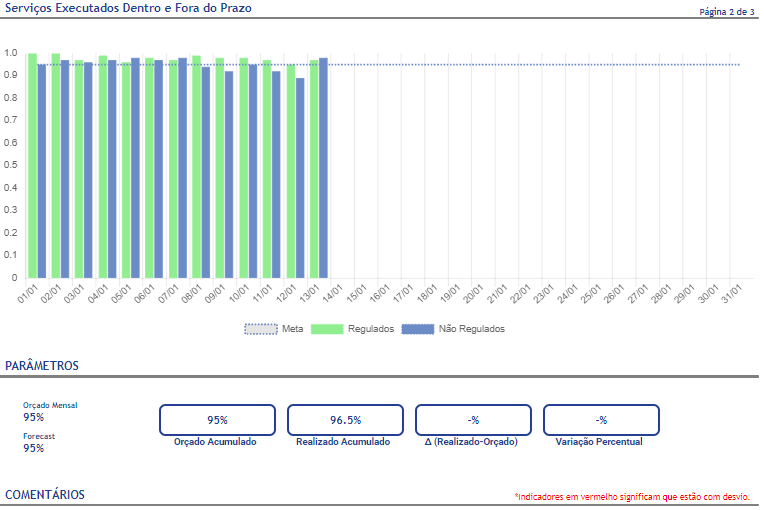 Serviços Executados Dentro e Fora do Prazo
Página 2 de 3
1.0
0.9
0.8
0.7
0.6
0.5
0.4
0.3
0.2
0.1
0
01/01 02/01 03/01 04/01 05/01 06/01 07/01 08/01 09/01 10/01 11/01 12/01 13/01 14/01 15/01 16/01 17/01 18/01 19/01 20/01 21/01 22/01 23/01 24/01 25/01 26/01 27/01 28/01 29/01 30/01 31/01
Meta Regulados Não Regulados
PARÂMETROS
Orçado Mensal
95%
Forecast
95%
95% 96.5% -% -%
Orçado Acumulado Realizado Acumulado Δ (Realizado-Orçado) Variação Percentual
COMENTÁRIOS
*Indicadores em vermelho significam que estão com desvio.